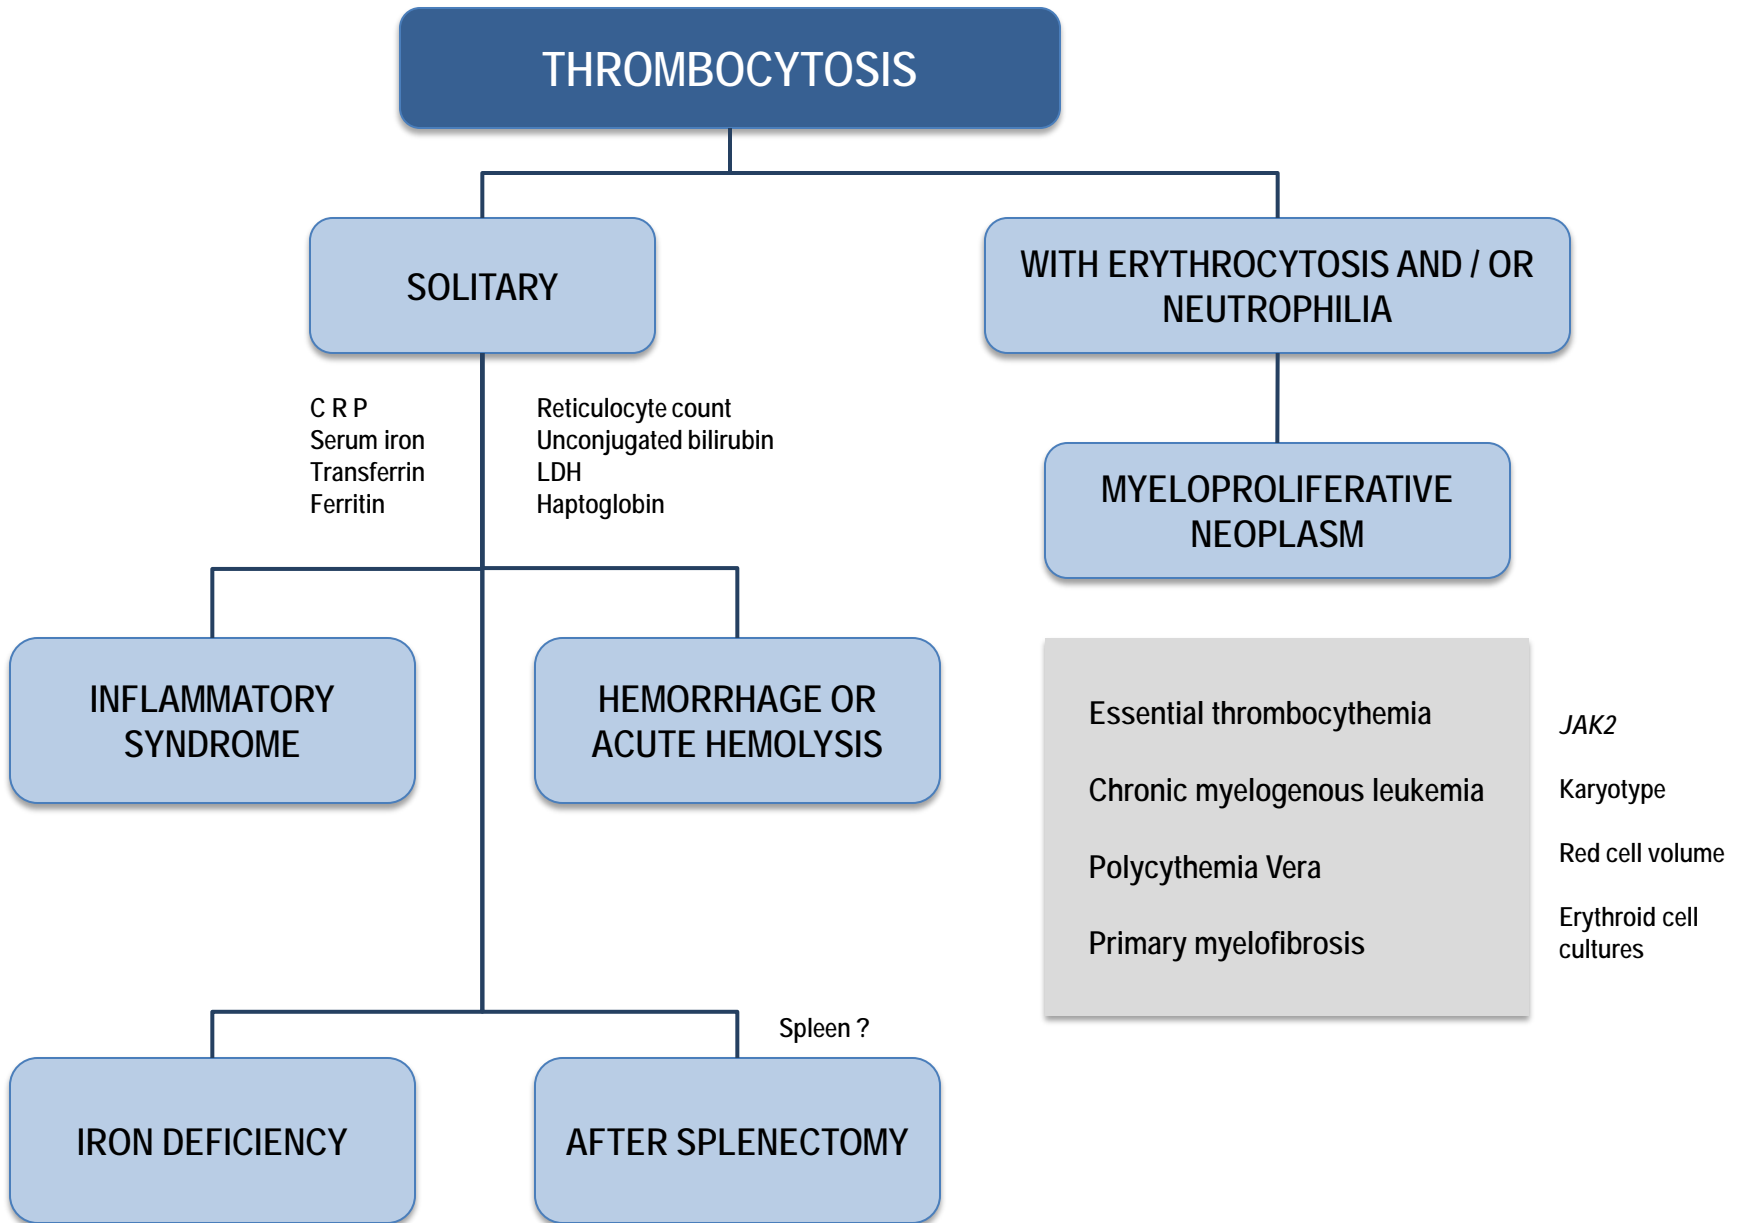 THROMBOCYTOSIS
SOLITARY
WITH ERYTHROCYTOSIS AND / OR
NEUTROPHILIA
C R P
Serum iron
Transferrin
Ferritin
Reticulocyte count
Unconjugated bilirubin
LDH
Haptoglobin
MYELOPROLIFERATIVE
NEOPLASM
INFLAMMATORY
SYNDROME
HEMORRHAGE OR
ACUTE HEMOLYSIS
Essential thrombocythemia
Chronic myelogenous leukemia
Polycythemia Vera
Primary myelofibrosis
JAK2
Karyotype
Red cell volume
Erythroid cell
cultures
Spleen ?
IRON DEFICIENCY
AFTER SPLENECTOMY